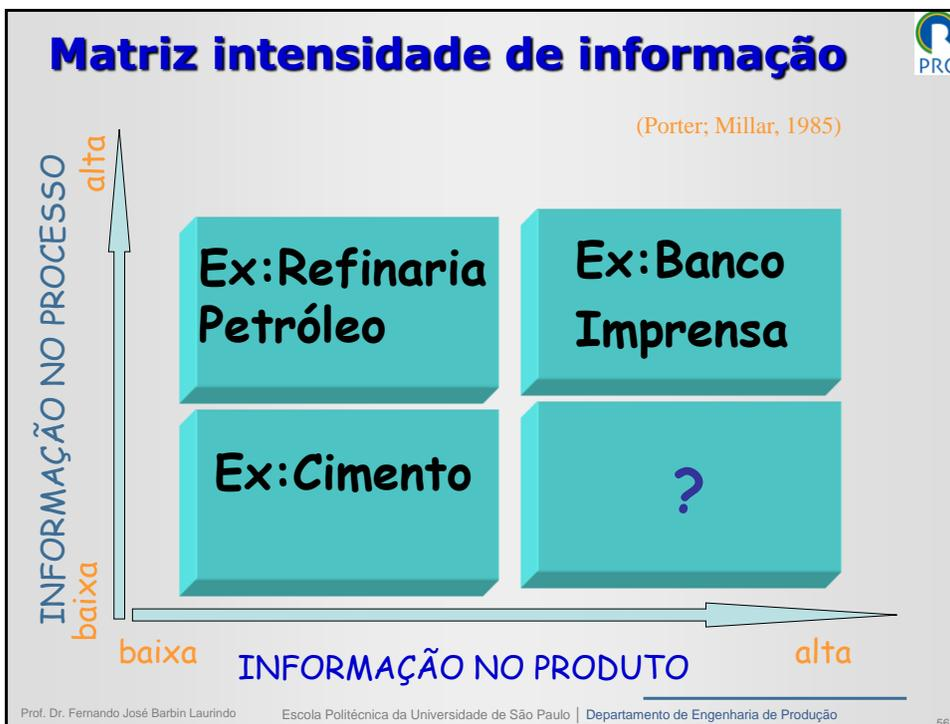 Matriz intensidade de informação
PRO
(Porter; Millar, 1985)
INFORMAÇÃO NO PROCESSO
alta
baixa
Ex:Refinaria
Petróleo
Ex:Banco
Imprensa
Ex:Cimento
?
baixa
INFORMAÇÃO NO PRODUTO
alta
Prof. Dr. Fernando José Barbin Laurindo
Escola Politécnica da Universidade de São Paulo | Departamento de Engenharia de Produção
56